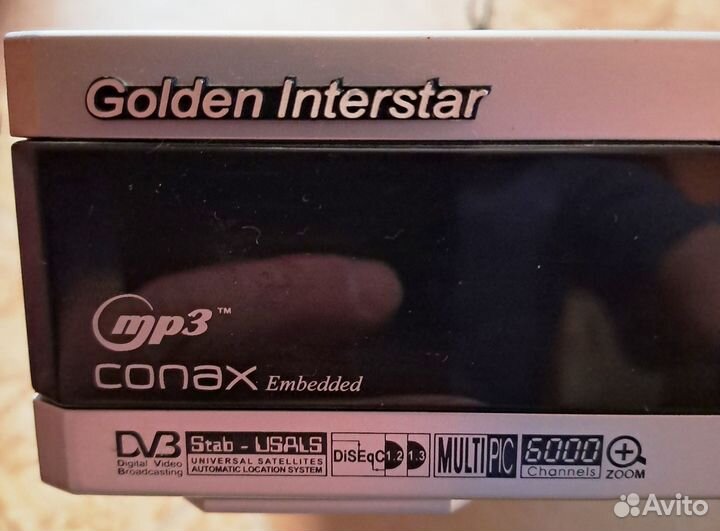 Golden Interstar
mp3™
conax Embedded
DVB
Digital Video
Broadcasting
Stab - USALS
UNIVERSAL SATELLITES
AUTOMATIC LOCATION SYSTEM
DiSEqC 1.2 1.3
MULTI PIC
6000
Channels
ZOOM
Avito